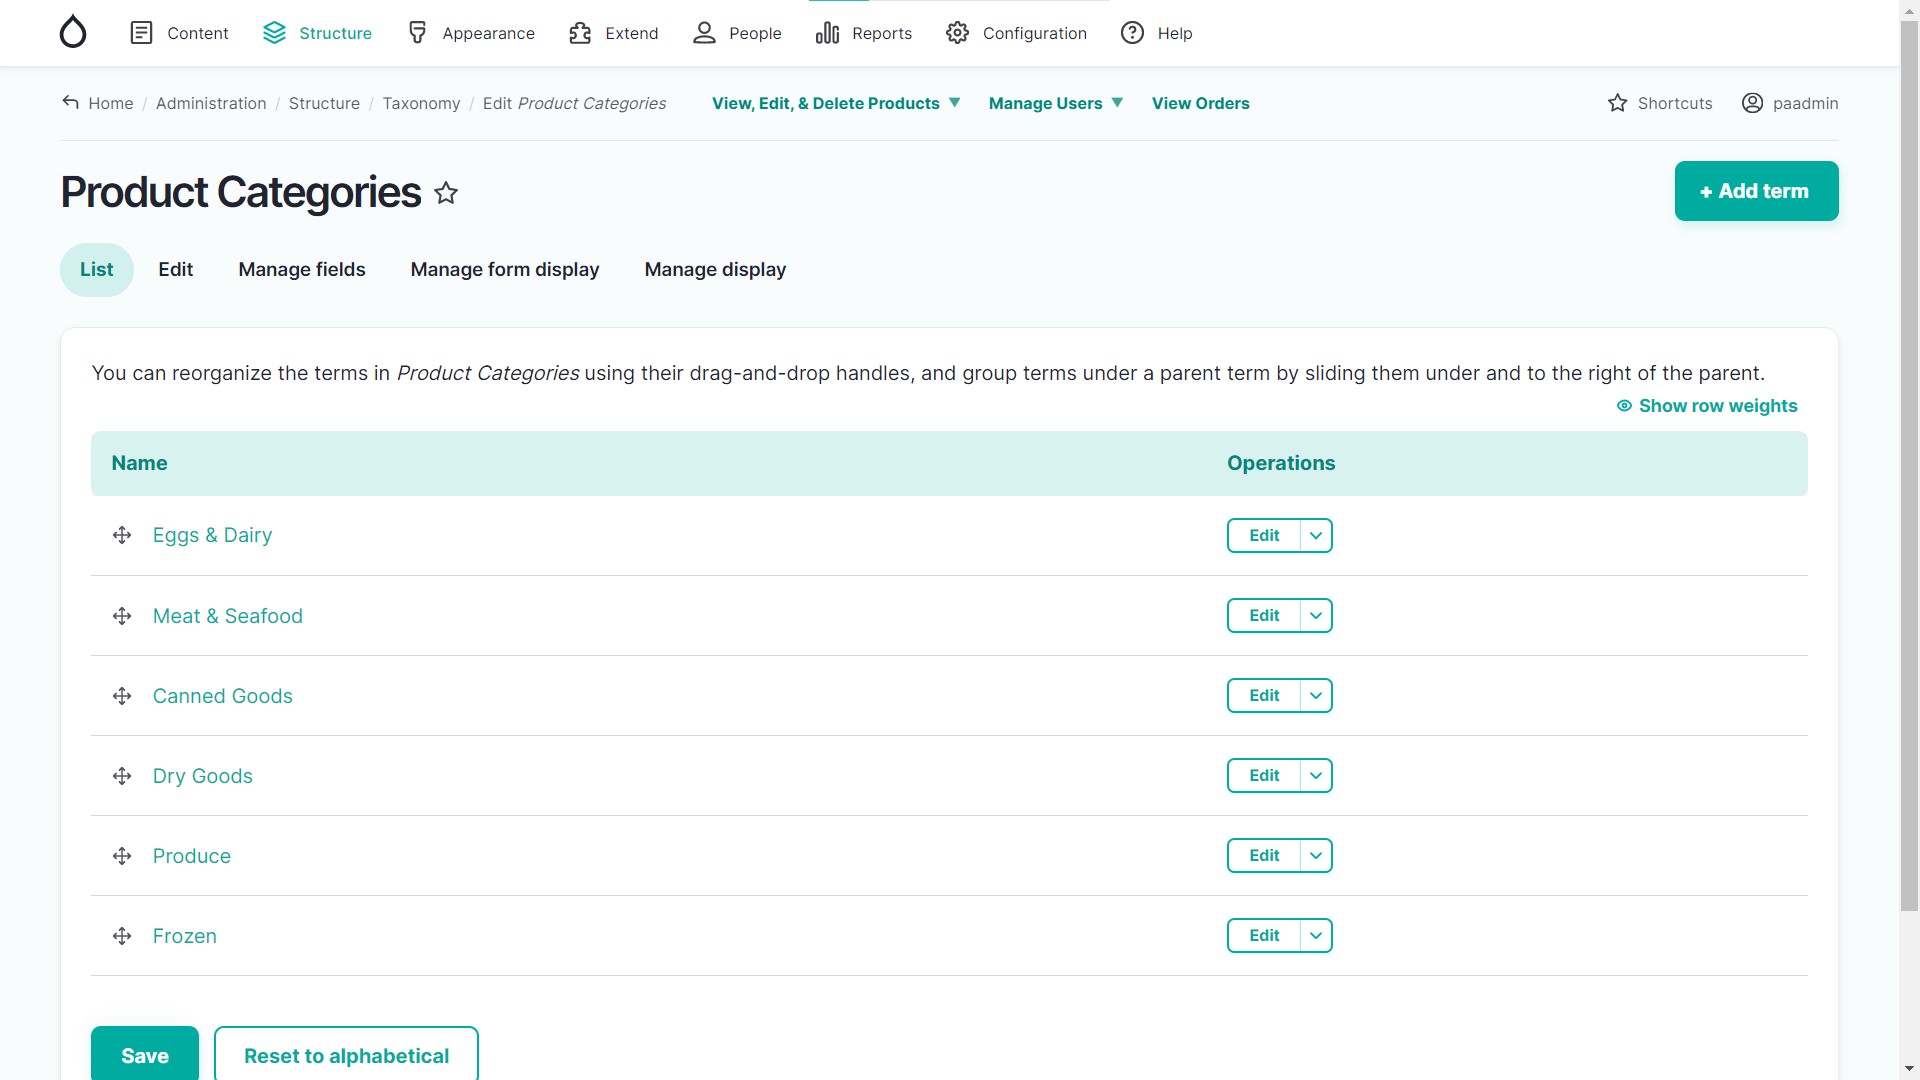 Content Structure Appearance Extend People Reports Configuration Help
Home / Administration / Structure / Taxonomy / Edit Product Categories View, Edit, & Delete Products ▼ Manage Users ▼ View Orders Shortcuts paadmin
Product Categories
+ Add term
List Edit Manage fields Manage form display Manage display
You can reorganize the terms in Product Categories using their drag-and-drop handles, and group terms under a parent term by sliding them under and to the right of the parent.
Show row weights
Name Operations
Eggs & Dairy Edit
Meat & Seafood Edit
Canned Goods Edit
Dry Goods Edit
Produce Edit
Frozen Edit
Save Reset to alphabetical